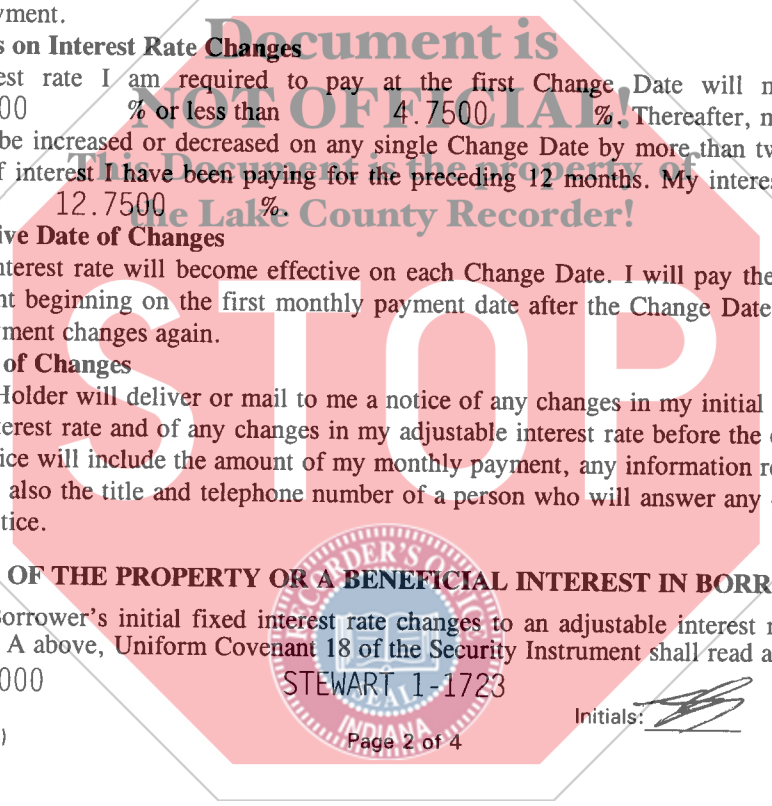 yment.
s on Interest Rate Changes
Document is
est rate I am required to pay at the first Change Date will n
NOT OFFICIAL!
00 % or less than 4.7500 %. Thereafter, m
be increased or decreased on any single Change Date by more than tw
This Document is the property of
f interest I have been paying for the preceding 12 months. My interes
12.7500 %.
the Lake County Recorder!
ive Date of Changes
nterest rate will become effective on each Change Date. I will pay the
nt beginning on the first monthly payment date after the Change Date
yment changes again.
of Changes
Holder will deliver or mail to me a notice of any changes in my initial
terest rate and of any changes in my adjustable interest rate before the
ice will include the amount of my monthly payment, any information re
also the title and telephone number of a person who will answer any
tice.
STOP
OF THE PROPERTY OR A BENEFICIAL INTEREST IN BORR
Borrower's initial fixed interest rate changes to an adjustable interest r
A above, Uniform Covenant 18 of the Security Instrument shall read a
000
STEWART 1-1723
RECORDER'S OFFICE
SEAL
INDIANA
Initials:
)
Page 2 of 4